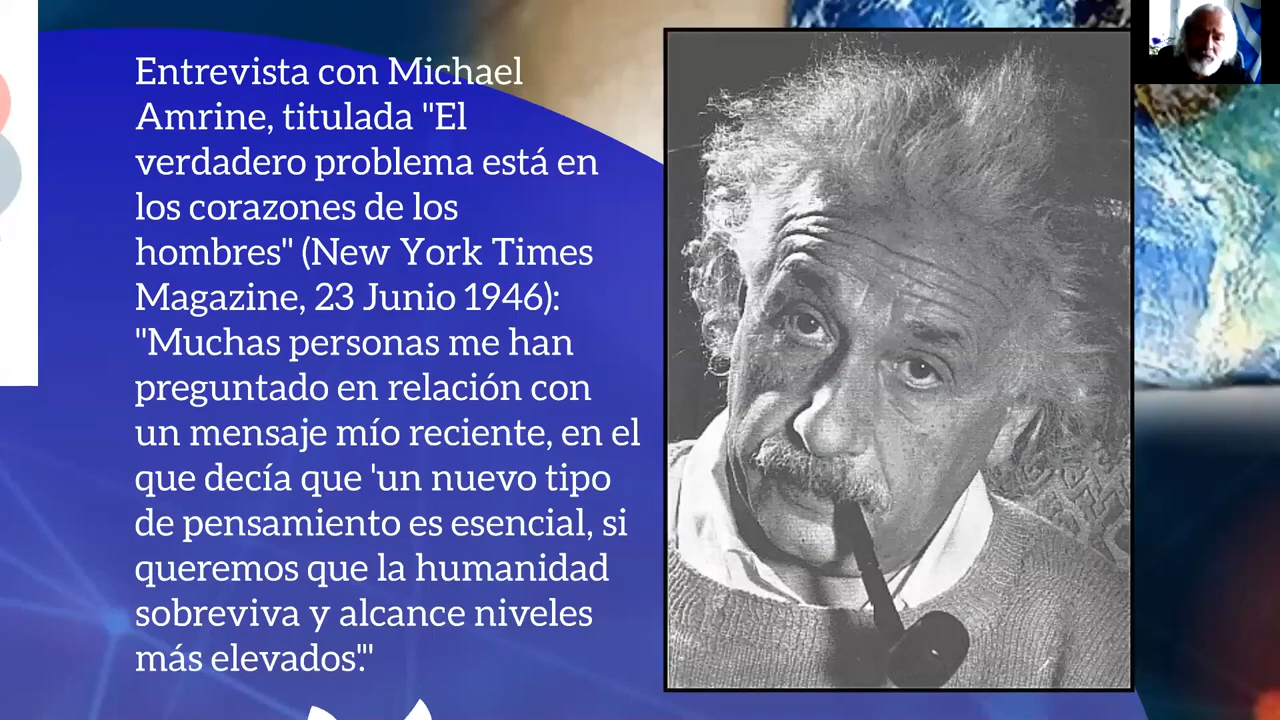 Entrevista con Michael
Amrine, titulada "El
verdadero problema está en
los corazones de los
hombres" (New York Times
Magazine, 23 Junio 1946):
"Muchas personas me han
preguntado en relación con
un mensaje mío reciente, en el
que decía que 'un nuevo tipo
de pensamiento es esencial, si
queremos que la humanidad
sobreviva y alcance niveles
más elevados'."